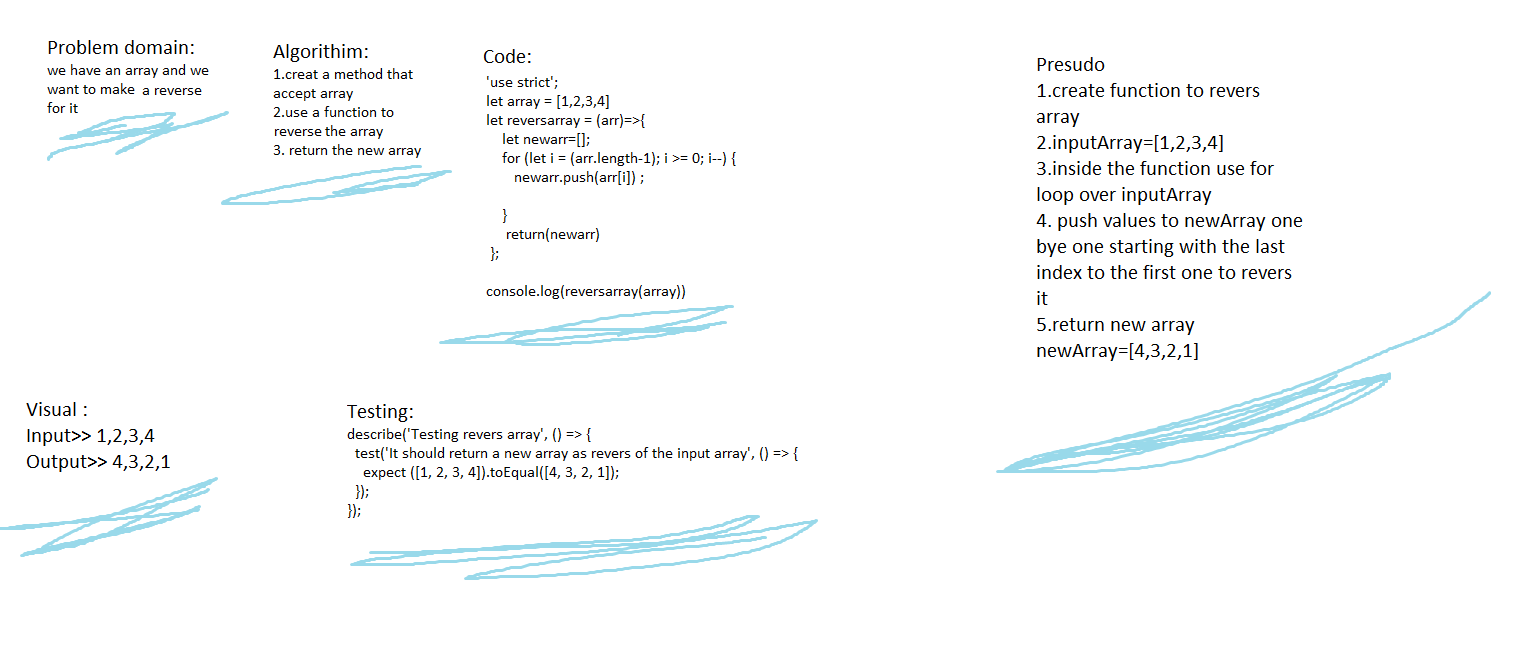 Problem domain:
we have an array and we
want to make a reverse
for it
Algorithim:
1.creat a method that
accept array
2.use a function to
reverse the array
3. return the new array
Code:
'use strict';
let array = [1,2,3,4]
let reversarray = (arr)=>{
let newarr=[];
for (let i = (arr.length-1); i >= 0; i--) {
newarr.push(arr[i]) ;
}
return(newarr)
};
console.log(reversarray(array))
Presudo
1.create function to revers
array
2.inputArray=[1,2,3,4]
3.inside the function use for
loop over inputArray
4. push values to newArray one
bye one starting with the last
index to the first one to revers
it
5.return new array
newArray=[4,3,2,1]
Visual :
Input>> 1,2,3,4
Output>> 4,3,2,1
Testing:
describe('Testing revers array', () => {
test('It should return a new array as revers of the input array', () => {
expect ([1, 2, 3, 4]).toEqual([4, 3, 2, 1]);
});
});